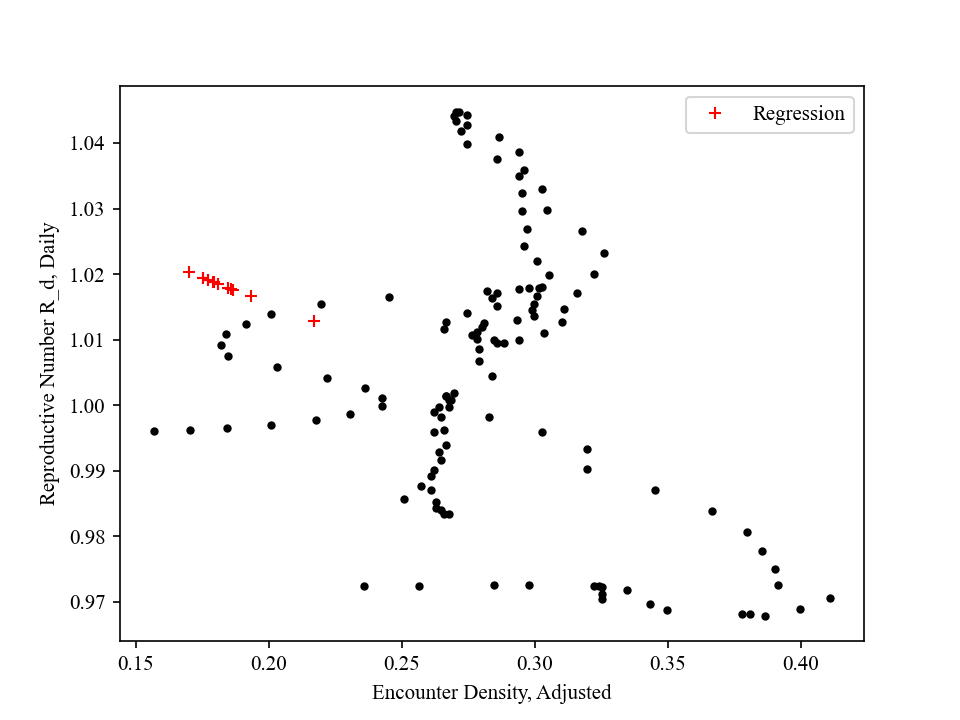 Regression
1.04
1.03
1.02
1.01
1.00
0.99
0.98
0.97
Reproductive Number R_d, Daily
0.15 0.20 0.25 0.30 0.35 0.40
Encounter Density, Adjusted